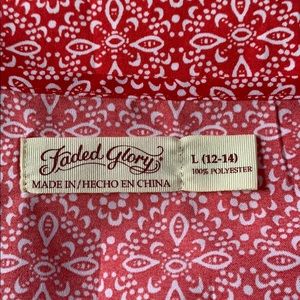 Faded Glory.
MADE IN/HECHO EN CHINA
L (12-14)
100% POLYESTER